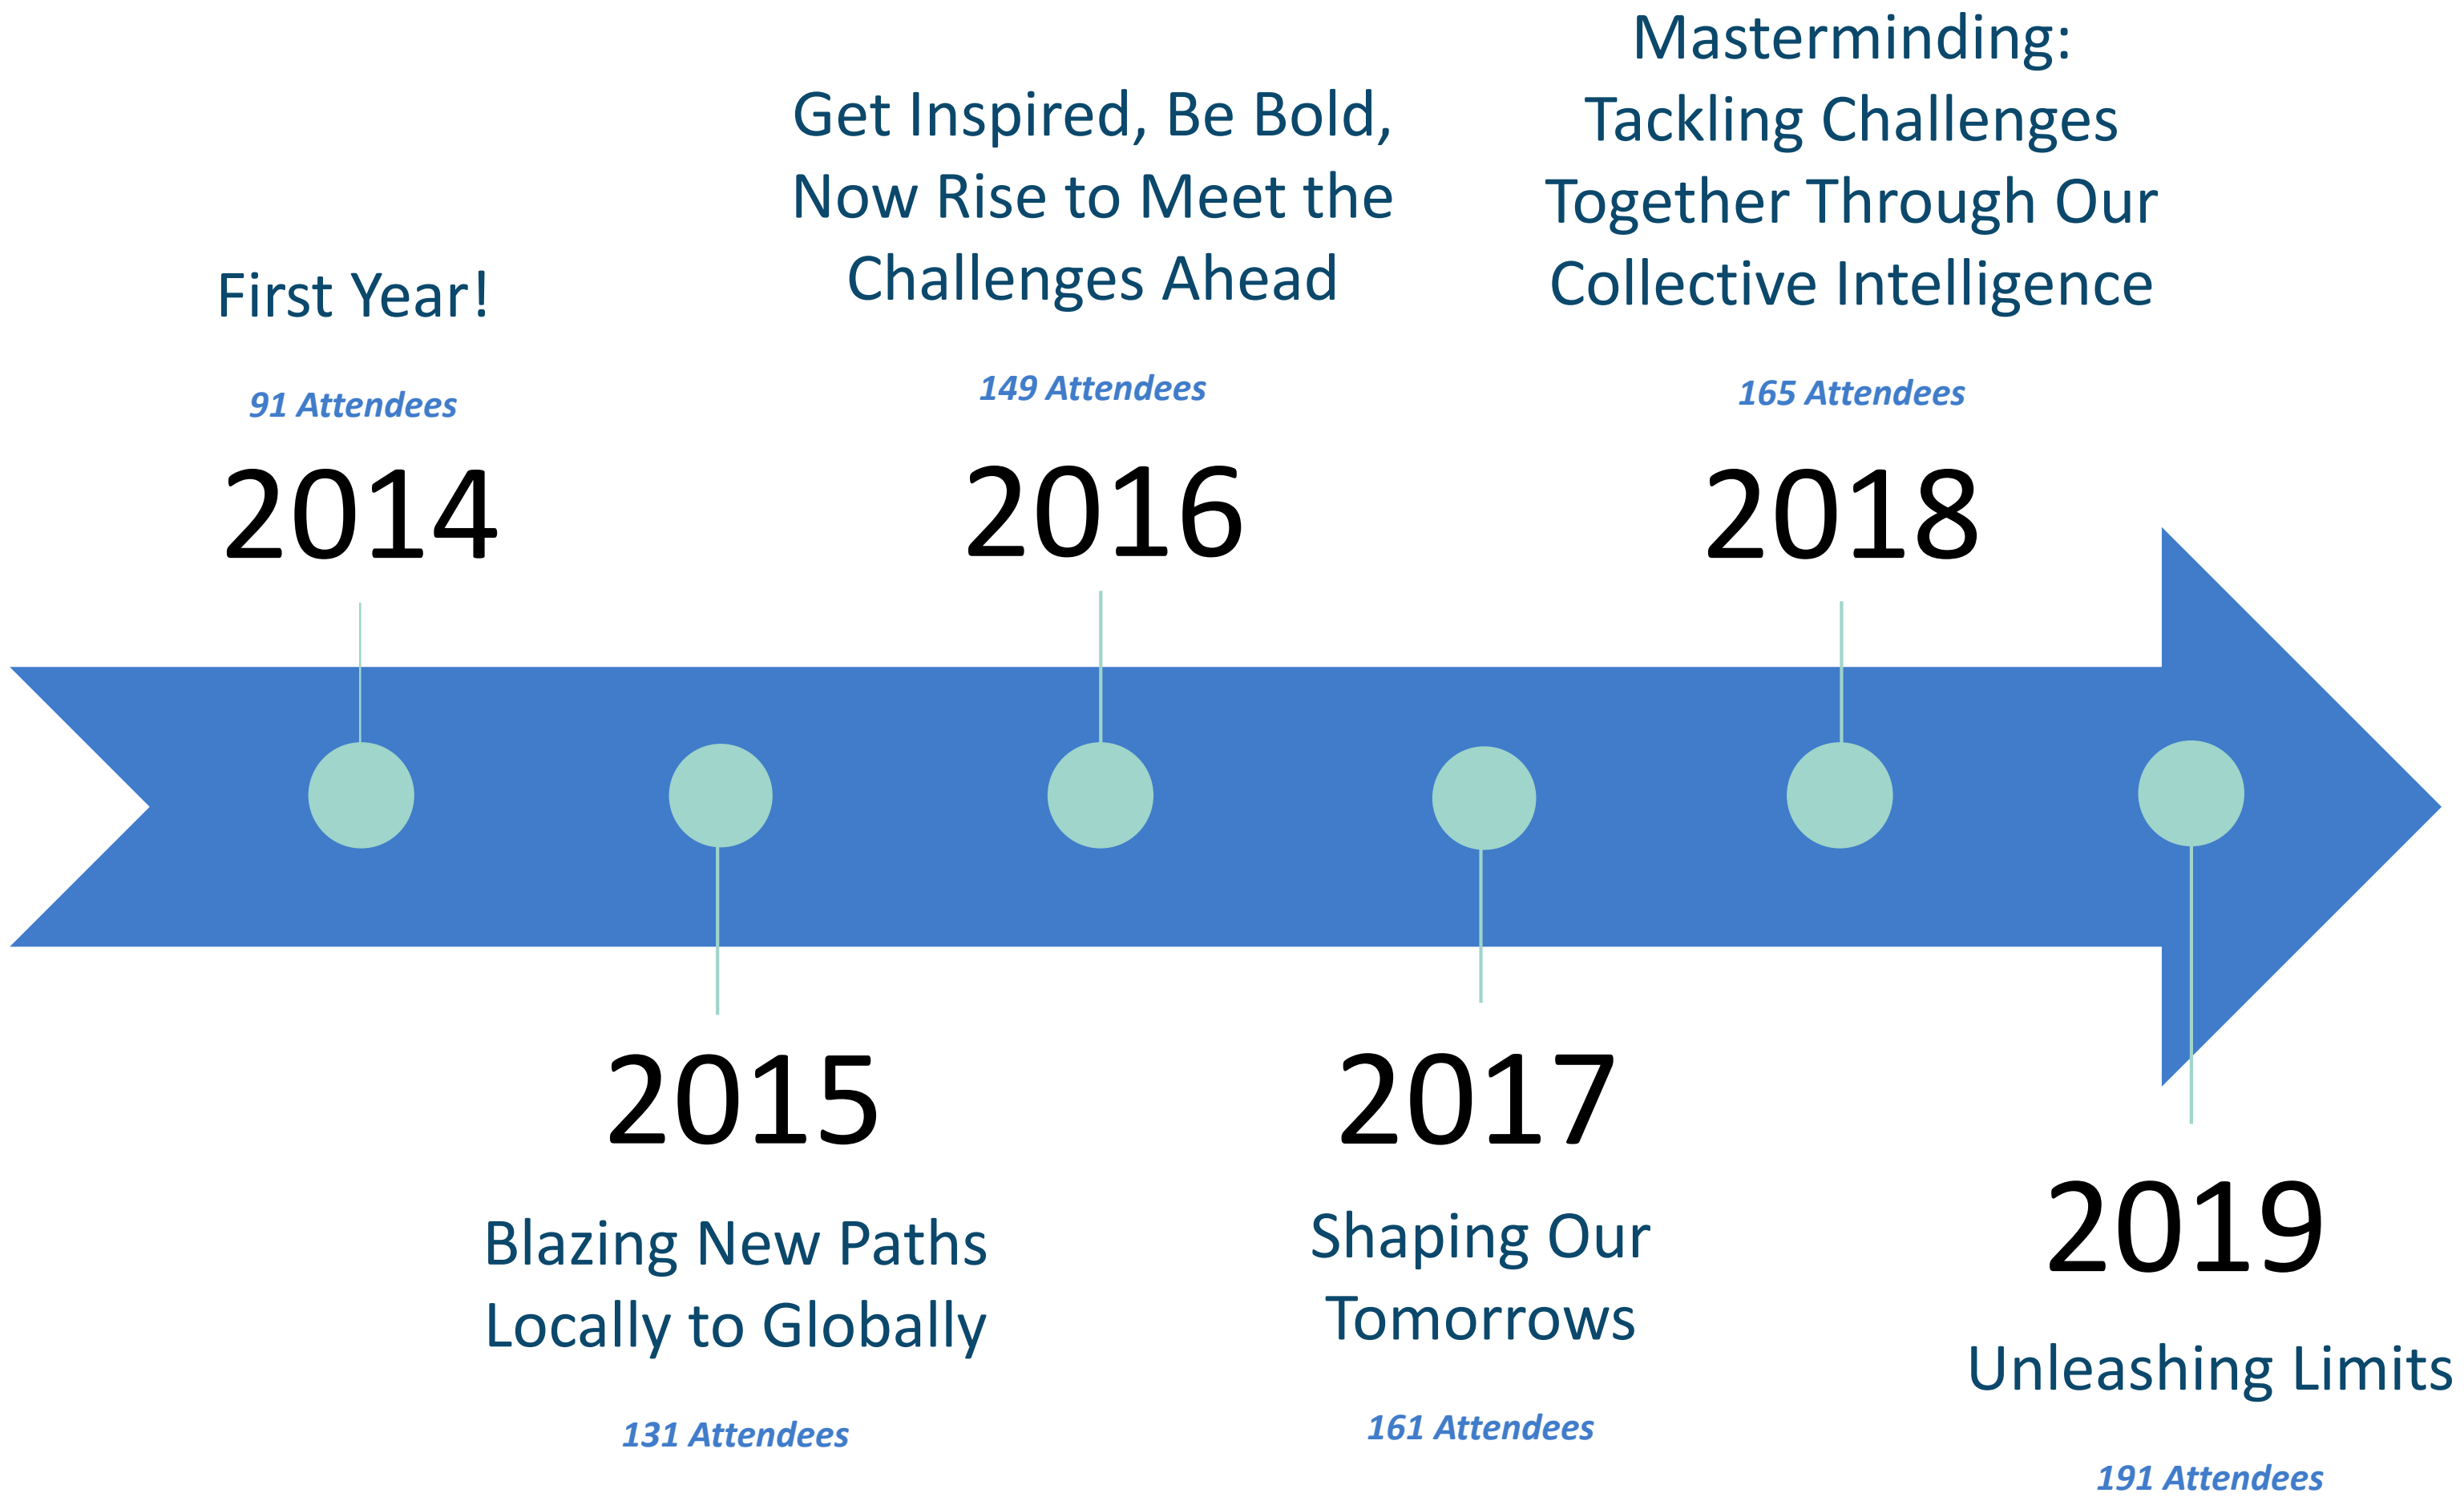 First Year!
91 Attendees
2014
Get Inspired, Be Bold,
Now Rise to Meet the
Challenges Ahead
149 Attendees
2016
Masterminding:
Tackling Challenges
Together Through Our
Collective Intelligence
165 Attendees
2018
2015
Blazing New Paths
Locally to Globally
131 Attendees
2017
Shaping Our
Tomorrows
161 Attendees
2019
Unleashing Limits
191 Attendees